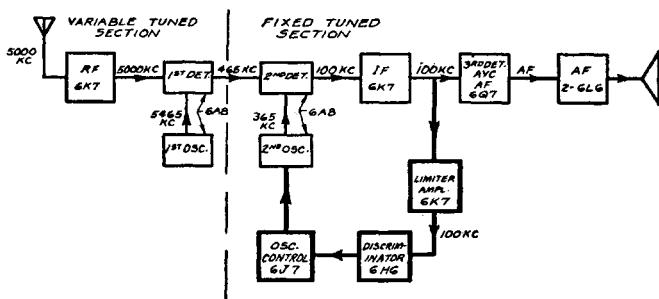 VARIABLE TUNED
SECTION
FIXED TUNED
SECTION
5000
KC
RF
6K7
5000KC
1ST DET.
465 KC
2ND DET.
100 KC
IF
6K7
100KC
3RD DET.
AVC
AF
6Q7
AF
AF
2-6L6
5465
KC
6A8
365
KC
6A8
1ST OSC.
2ND OSC.
LIMITER
AMPL.
6K7
100KC
OSC.
CONTROL
6J7
DISCRIM-
INATOR
6H6